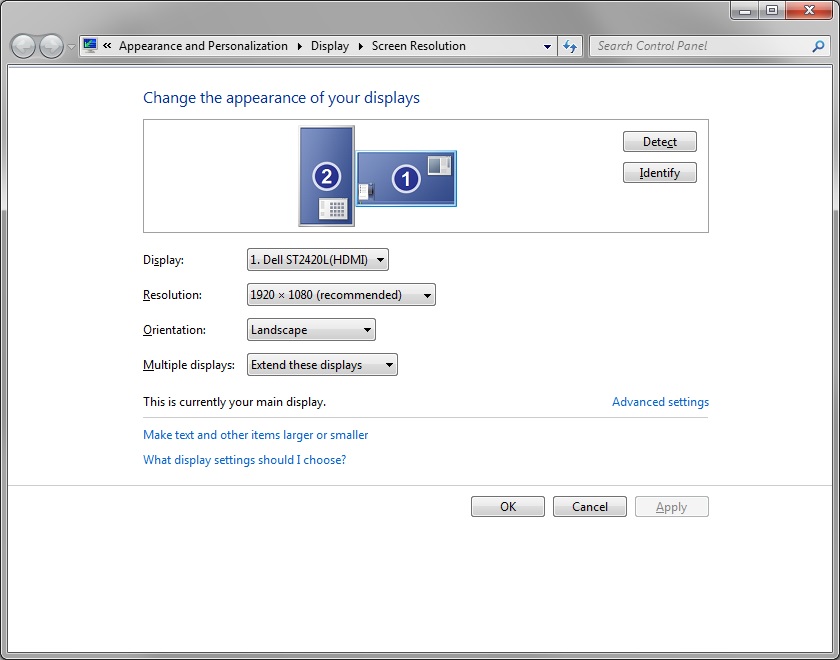 « Appearance and Personalization ▸ Display ▸ Screen Resolution
Search Control Panel
Change the appearance of your displays
2
1
Detect
Identify
Display:
1. Dell ST2420L(HDMI)
Resolution:
1920 × 1080 (recommended)
Orientation:
Landscape
Multiple displays:
Extend these displays
This is currently your main display.
Advanced settings
Make text and other items larger or smaller
What display settings should I choose?
OK
Cancel
Apply